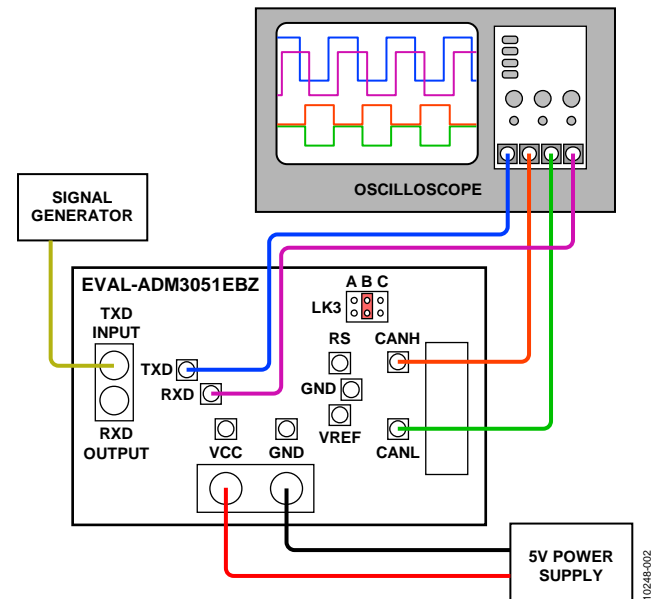 OSCILLOSCOPE
SIGNAL
GENERATOR
EVAL-ADM3051EBZ
A B C
LK3
TXD
INPUT
RS
CANH
TXD
RXD
GND
RXD
OUTPUT
VCC
GND
VREF
CANL
5V POWER
SUPPLY
10248-002